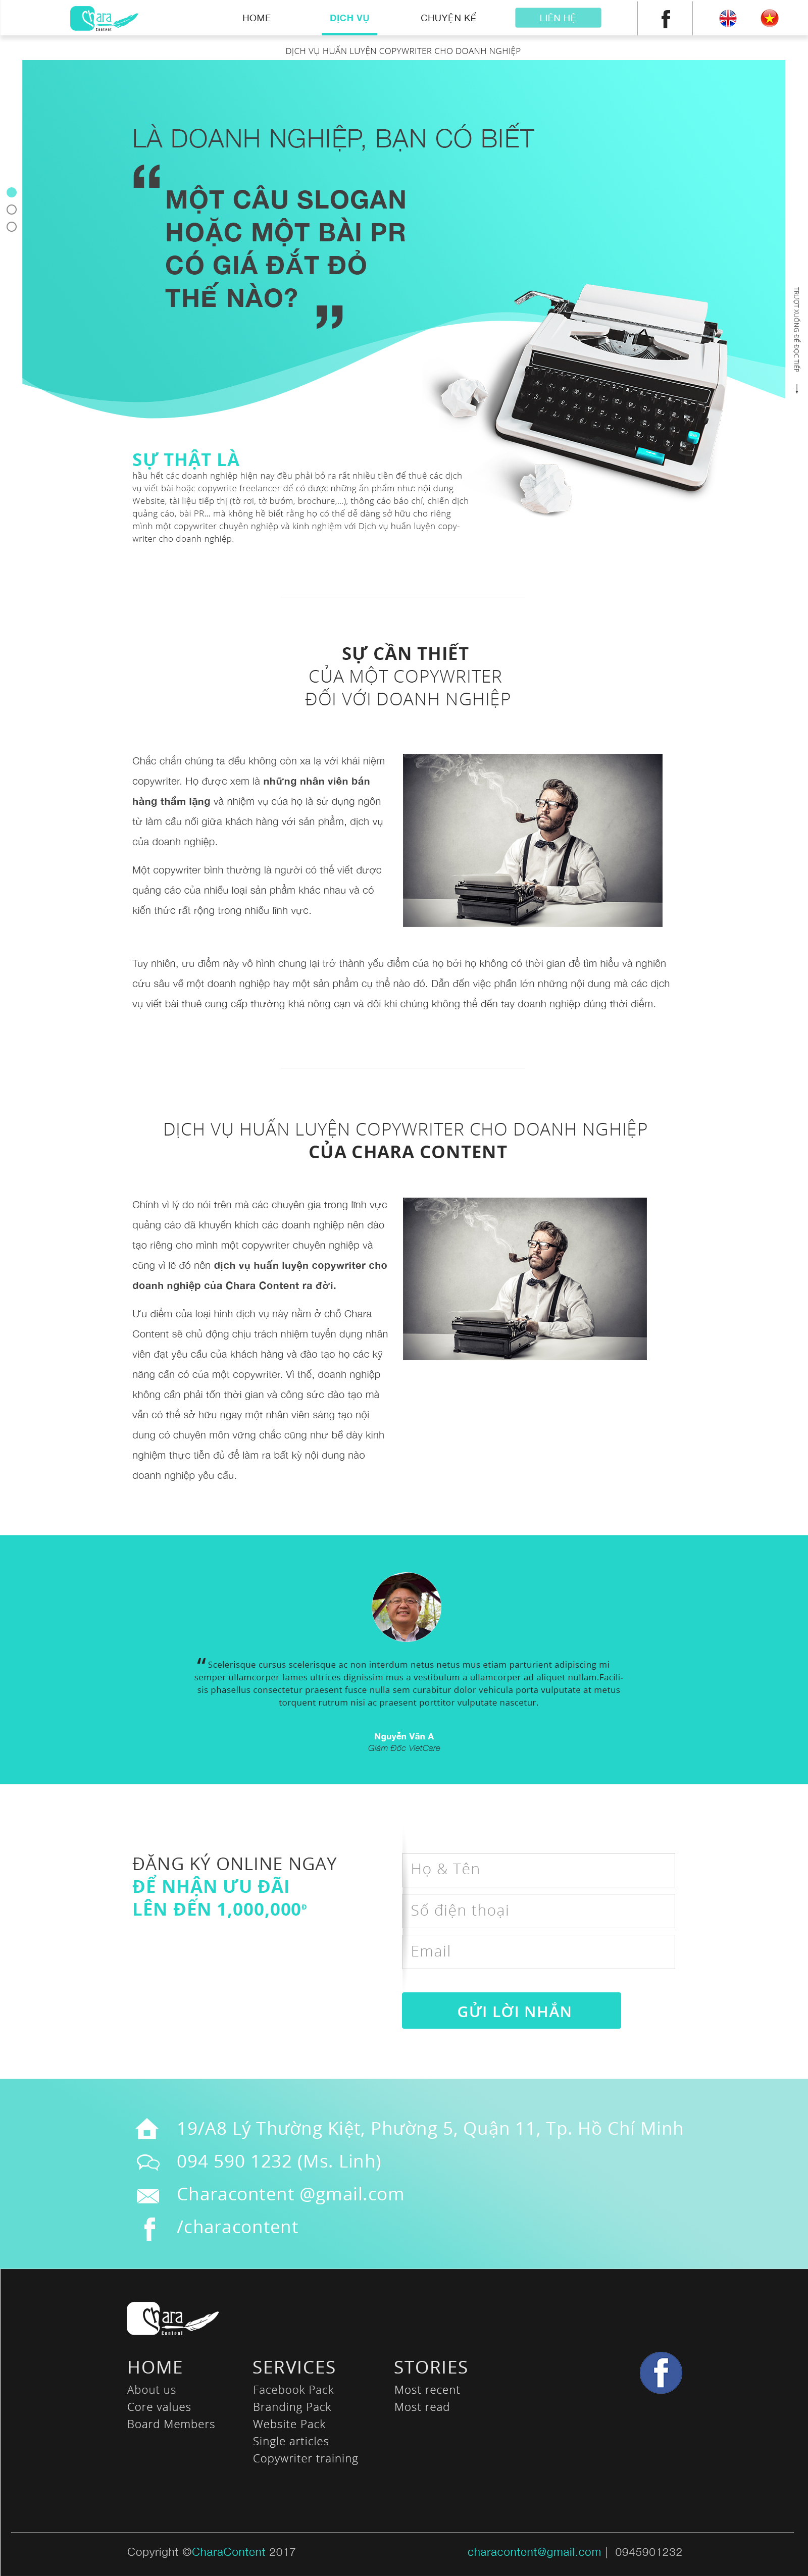 Chara
Content
HOME
DỊCH VỤ
CHUYỆN KỂ
LIÊN HỆ
DỊCH VỤ HUẤN LUYỆN COPYWRITER CHO DOANH NGHIỆP
LÀ DOANH NGHIỆP, BẠN CÓ BIẾT
“
MỘT CÂU SLOGAN
HOẶC MỘT BÀI PR
CÓ GIÁ ĐẮT ĐỎ
THẾ NÀO?
”
TRƯỢT XUỐNG ĐỂ ĐỌC TIẾP →
SỰ THẬT LÀ
hầu hết các doanh nghiệp hiện nay đều phải bỏ ra rất nhiều tiền để thuê các dịch
vụ viết bài hoặc copywrite freelancer để có được những ấn phẩm như: nội dung
Website, tài liệu tiếp thị (tờ rơi, tờ bướm, brochure,...), thông cáo báo chí, chiến dịch
quảng cáo, bài PR... mà không hề biết rằng họ có thể dễ dàng sở hữu cho riêng
mình một copywriter chuyên nghiệp và kinh nghiệm với Dịch vụ huấn luyện copy-
writer cho doanh nghiệp.
SỰ CẦN THIẾT
CỦA MỘT COPYWRITER
ĐỐI VỚI DOANH NGHIỆP
Chắc chắn chúng ta đều không còn xa lạ với khái niệm
copywriter. Họ được xem là những nhân viên bán
hàng thầm lặng và nhiệm vụ của họ là sử dụng ngôn
từ làm cầu nối giữa khách hàng với sản phẩm, dịch vụ
của doanh nghiệp.
Một copywriter bình thường là người có thể viết được
quảng cáo của nhiều loại sản phẩm khác nhau và có
kiến thức rất rộng trong nhiều lĩnh vực.
Tuy nhiên, ưu điểm này vô hình chung lại trở thành yếu điểm của họ bởi họ không có thời gian để tìm hiểu và nghiên
cứu sâu về một doanh nghiệp hay một sản phẩm cụ thể nào đó. Dẫn đến việc phần lớn những nội dung mà các dịch
vụ viết bài thuê cung cấp thường khá nông cạn và đôi khi chúng không thể đến tay doanh nghiệp đúng thời điểm.
DỊCH VỤ HUẤN LUYỆN COPYWRITER CHO DOANH NGHIỆP
CỦA CHARA CONTENT
Chính vì lý do nói trên mà các chuyên gia trong lĩnh vực
quảng cáo đã khuyến khích các doanh nghiệp nên đào
tạo riêng cho mình một copywriter chuyên nghiệp và
cũng vì lẽ đó nên dịch vụ huấn luyện copywriter cho
doanh nghiệp của Chara Content ra đời.
Ưu điểm của loại hình dịch vụ này nằm ở chỗ Chara
Content sẽ chủ động chịu trách nhiệm tuyển dụng nhân
viên đạt yêu cầu của khách hàng và đào tạo họ các kỹ
năng cần có của một copywriter. Vì thế, doanh nghiệp
không cần phải tốn thời gian và công sức đào tạo mà
vẫn có thể sở hữu ngay một nhân viên sáng tạo nội
dung có chuyên môn vững chắc cũng như bề dày kinh
nghiệm thực tiễn đủ để làm ra bất kỳ nội dung nào
doanh nghiệp yêu cầu.
“ Scelerisque cursus scelerisque ac non interdum netus netus mus etiam parturient adipiscing mi
semper ullamcorper fames ultrices dignissim mus a vestibulum a ullamcorper ad aliquet nullam.Facili-
sis phasellus consectetur praesent fusce nulla sem curabitur dolor vehicula porta vulputate at metus
torquent rutrum nisi ac praesent porttitor vulputate nascetur.
Nguyễn Văn A
Giám Đốc VietCare
ĐĂNG KÝ ONLINE NGAY
ĐỂ NHẬN ƯU ĐÃI
LÊN ĐẾN 1,000,000Đ
Họ & Tên
Số điện thoại
Email
GỬI LỜI NHẮN
19/A8 Lý Thường Kiệt, Phường 5, Quận 11, Tp. Hồ Chí Minh
094 590 1232 (Ms. Linh)
Characontent @gmail.com
/characontent
Chara
Content
HOME
About us
Core values
Board Members
SERVICES
Facebook Pack
Branding Pack
Website Pack
Single articles
Copywriter training
STORIES
Most recent
Most read
Copyright ©CharaContent 2017
characontent@gmail.com | 0945901232